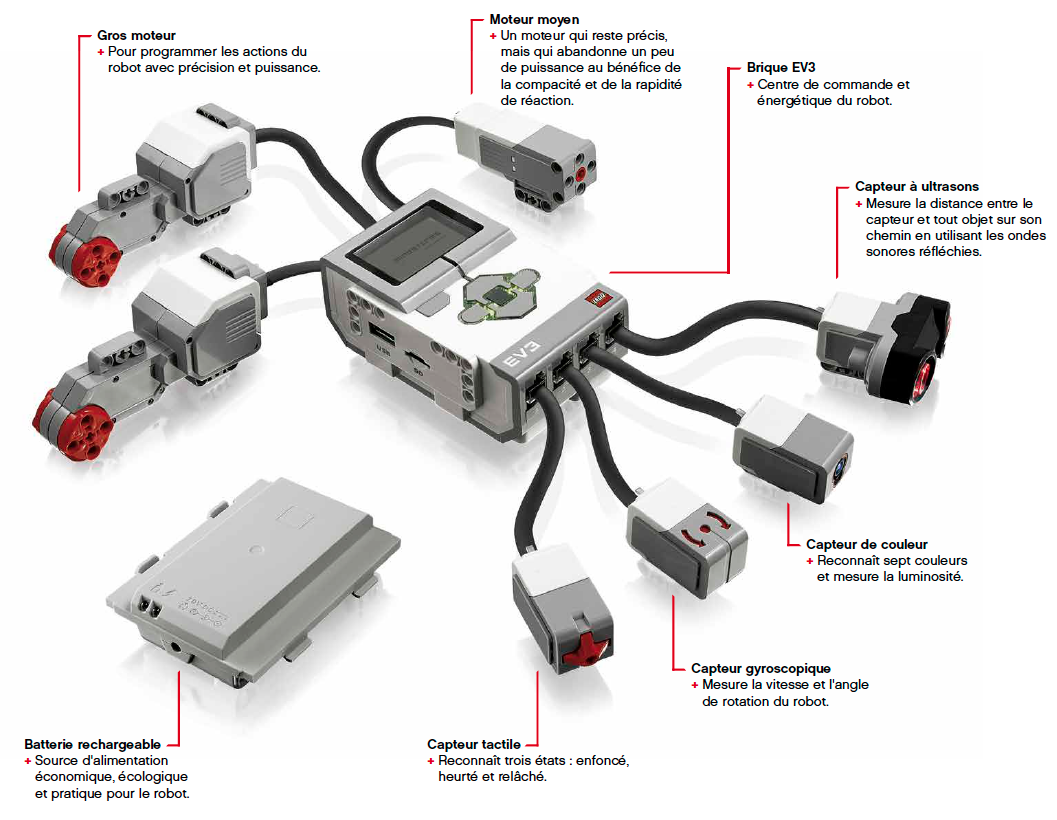 Moteur moyen
+ Un moteur qui reste précis,
mais qui abandonne un peu
de puissance au bénéfice de
la compacité et de la rapidité
de réaction.
Gros moteur
+ Pour programmer les actions du
robot avec précision et puissance.
Brique EV3
+ Centre de commande et
énergétique du robot.
Capteur à ultrasons
+ Mesure la distance entre le
capteur et tout objet sur son
chemin en utilisant les ondes
sonores réfléchies.
LEGO
USB
SD
EV3
Capteur de couleur
+ Reconnaît sept couleurs
et mesure la luminosité.
Capteur gyroscopique
+ Mesure la vitesse et l'angle
de rotation du robot.
Batterie rechargeable
+ Source d'alimentation
économique, écologique
et pratique pour le robot.
Capteur tactile
+ Reconnaît trois états : enfoncé,
heurté et relâché.